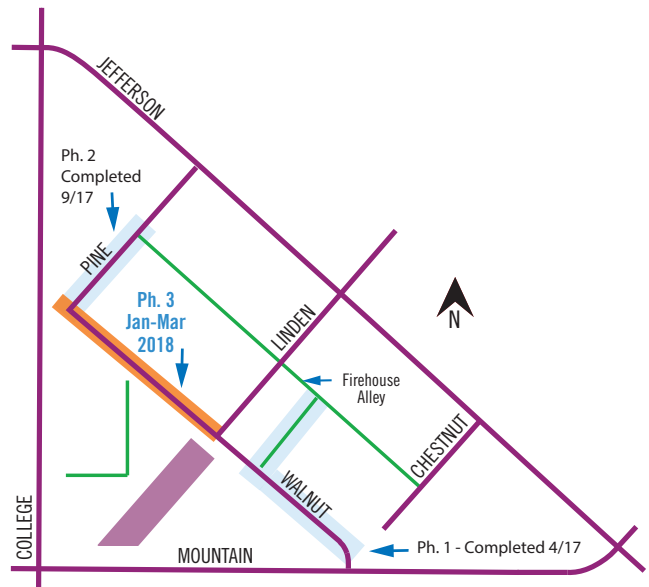 JEFFERSON
Ph. 2
Completed
9/17
PINE
Ph. 3
Jan-Mar
2018
LINDEN
N
Firehouse
Alley
CHESTNUT
WALNUT
COLLEGE
MOUNTAIN
Ph. 1 - Completed 4/17